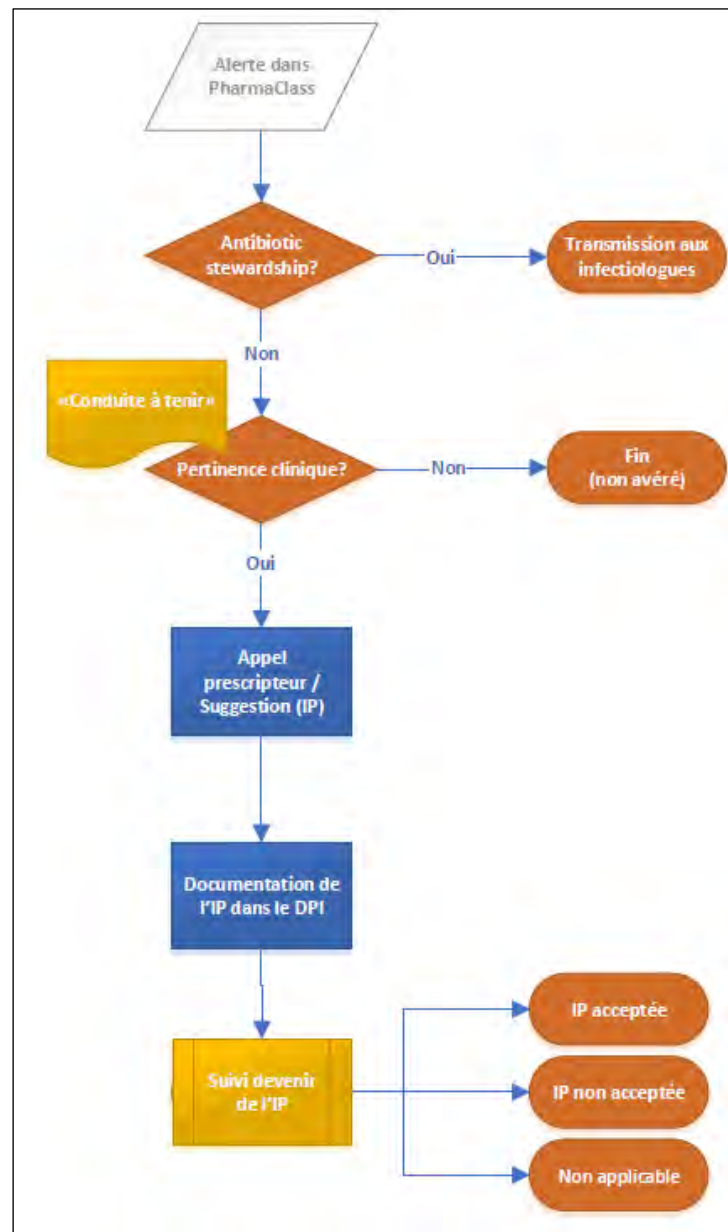 Alerte dans
PharmaClass
Antibiotic
stewardship?
Oui
Transmission aux
infectiologues
Non
«Conduite à tenir»
Pertinence clinique?
Non
Fin
(non avéré)
Oui
Appel
prescripteur /
Suggestion (IP)
Documentation de
l'IP dans le DPI
Suivi devenir
de l'IP
IP acceptée
IP non acceptée
Non applicable